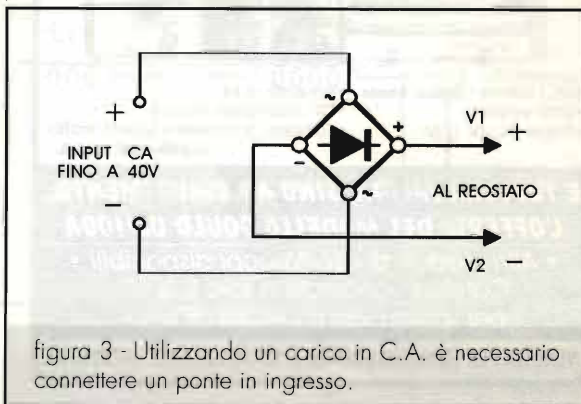 +
INPUT CA
FINO A 40V
−
~
−
+
~
V1
+
AL REOSTATO
V2
−
figura 3 - Utilizzando un carico in C.A. è necessario
connettere un ponte in ingresso.